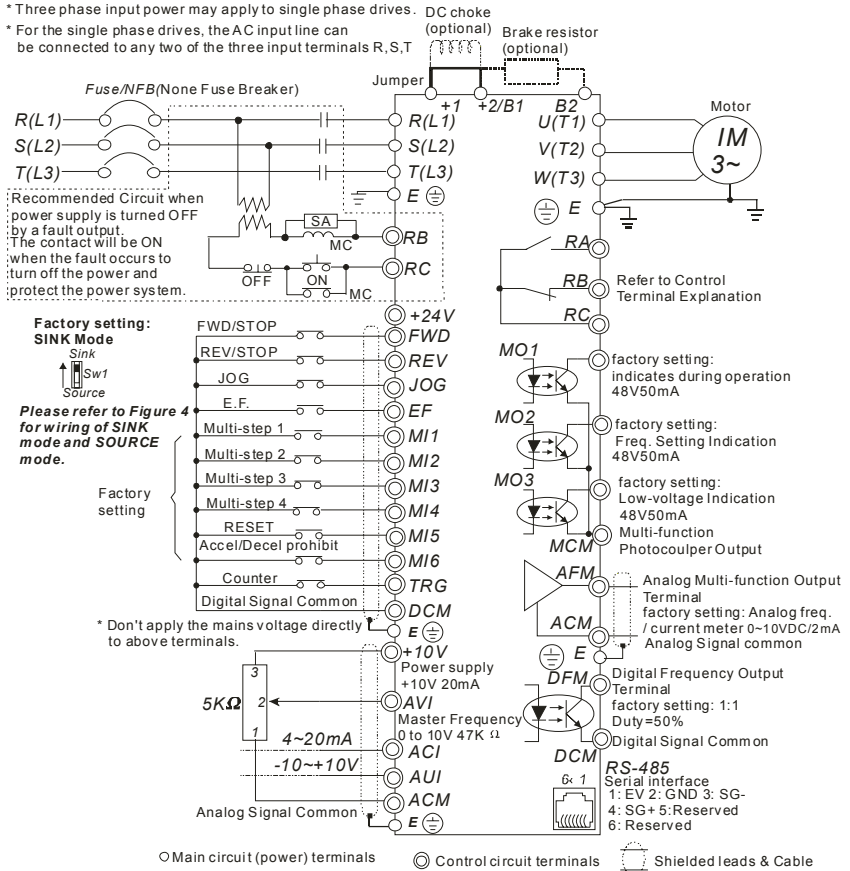 * Three phase input power may apply to single phase drives.
* For the single phase drives, the AC input line can
be connected to any two of the three input terminals R,S,T
DC choke
(optional)
Brake resistor
(optional)
Jumper
Fuse/NFB(None Fuse Breaker)
+1
+2/B1
B2
Motor
R(L1)
S(L2)
T(L3)
R(L1)
S(L2)
T(L3)
E
U(T1)
V(T2)
W(T3)
E
IM
3~
Recommended Circuit when
power supply is turned OFF
by a fault output.
The contact will be ON
when the fault occurs to
turn off the power and
protect the power system.
SA
MC
OFF
ON
MC
RB
RC
RA
RB
RC
Refer to Control
Terminal Explanation
Factory setting:
SINK Mode
Sink
Sw1
Source
Please refer to Figure 4
for wiring of SINK
mode and SOURCE
mode.
Factory
setting
+24V
FWD/STOP
FWD
REV/STOP
REV
JOG
JOG
E.F.
EF
Multi-step 1
MI1
Multi-step 2
MI2
Multi-step 3
MI3
Multi-step 4
MI4
RESET
MI5
Accel/Decel prohibit
MI6
Counter
TRG
Digital Signal Common
DCM
* Don't apply the mains voltage directly
to above terminals.
E
MO1
factory setting:
indicates during operation
48V50mA
MO2
factory setting:
Freq. Setting Indication
48V50mA
MO3
factory setting:
Low-voltage Indication
48V50mA
MCM
Multi-function
Photocoulper Output
AFM
Analog Multi-function Output
Terminal
factory setting: Analog freq.
/ current meter 0~10VDC/2mA
ACM
Analog Signal common
E
DFM
Digital Frequency Output
Terminal
factory setting: 1:1
Duty=50%
DCM
Digital Signal Common
+10V
Power supply
+10V 20mA
3
2
1
5KΩ
AVI
Master Frequency
0 to 10V 47K Ω
4~20mA
ACI
-10~+10V
AUI
ACM
Analog Signal Common
E
RS-485
Serial interface
6← 1
1: EV 2: GND 3: SG-
4: SG+ 5:Reserved
6: Reserved
Main circuit (power) terminals
Control circuit terminals
Shielded leads & Cable